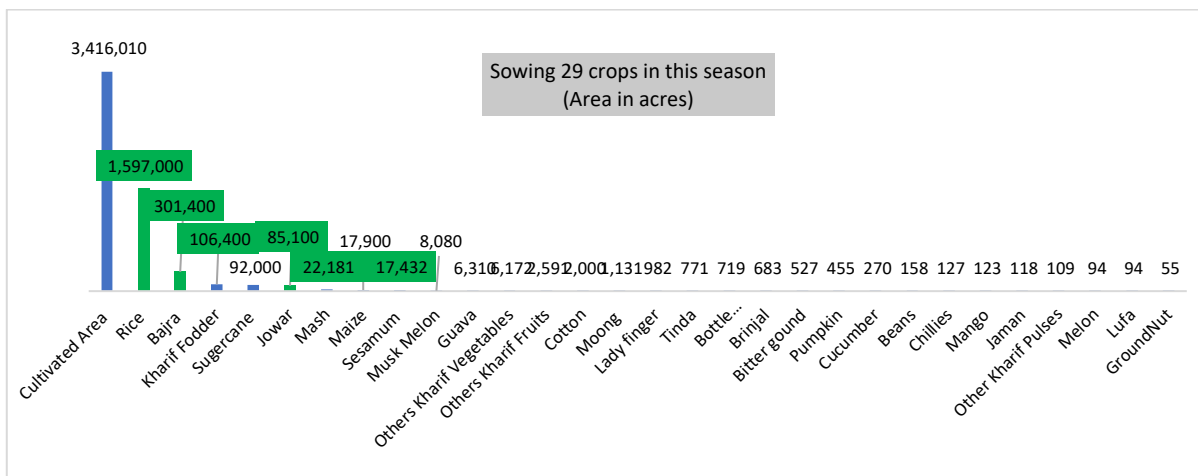 Sowing 29 crops in this season
(Area in acres)
3,416,010
1,597,000
301,400
106,400
92,000
85,100
22,181
17,900
17,432
8,080
6,310
6,172
2,591
2,000
1,131
982
771
719
683
527
455
270
158
127
123
118
109
94
94
55
Cultivated Area
Rice
Bajra
Kharif Fodder
Sugercane
Jowar
Mash
Maize
Sesamum
Musk Melon
Guava
Others Kharif Vegetables
Others Kharif Fruits
Cotton
Moong
Lady finger
Tinda
Bottle...
Brinjal
Bitter gound
Pumpkin
Cucumber
Beans
Chillies
Mango
Jaman
Other Kharif Pulses
Melon
Lufa
GroundNut